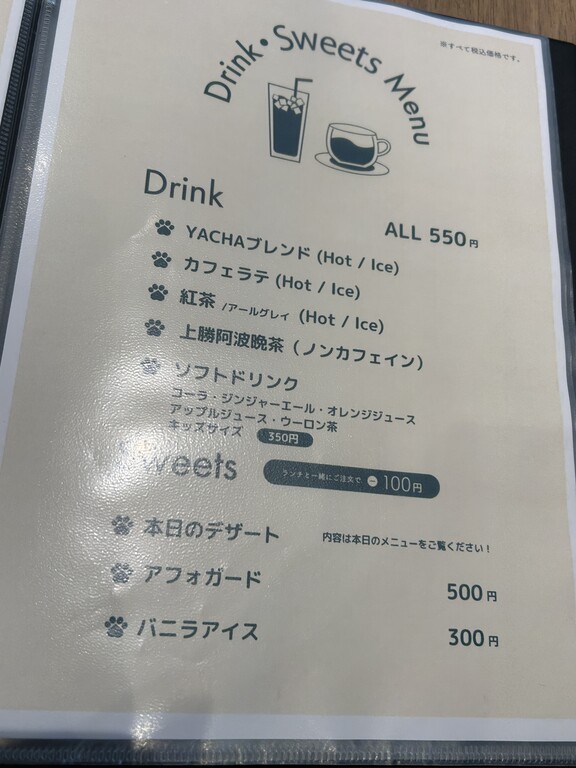 Drink・Sweets Menu
※すべて税込価格です。
Drink
ALL 550円
YACHAブレンド (Hot / Ice)
カフェラテ (Hot / Ice)
紅茶 /アールグレイ (Hot / Ice)
上勝阿波晩茶（ノンカフェイン）
ソフトドリンク
コーラ・ジンジャーエール・オレンジジュース
アップルジュース・ウーロン茶
キッズサイズ 350円
Sweets ランチと一緒にご注文で - 100円
本日のデザート 内容は本日のメニューをご覧ください！
アフォガード 500円
バニラアイス 300円